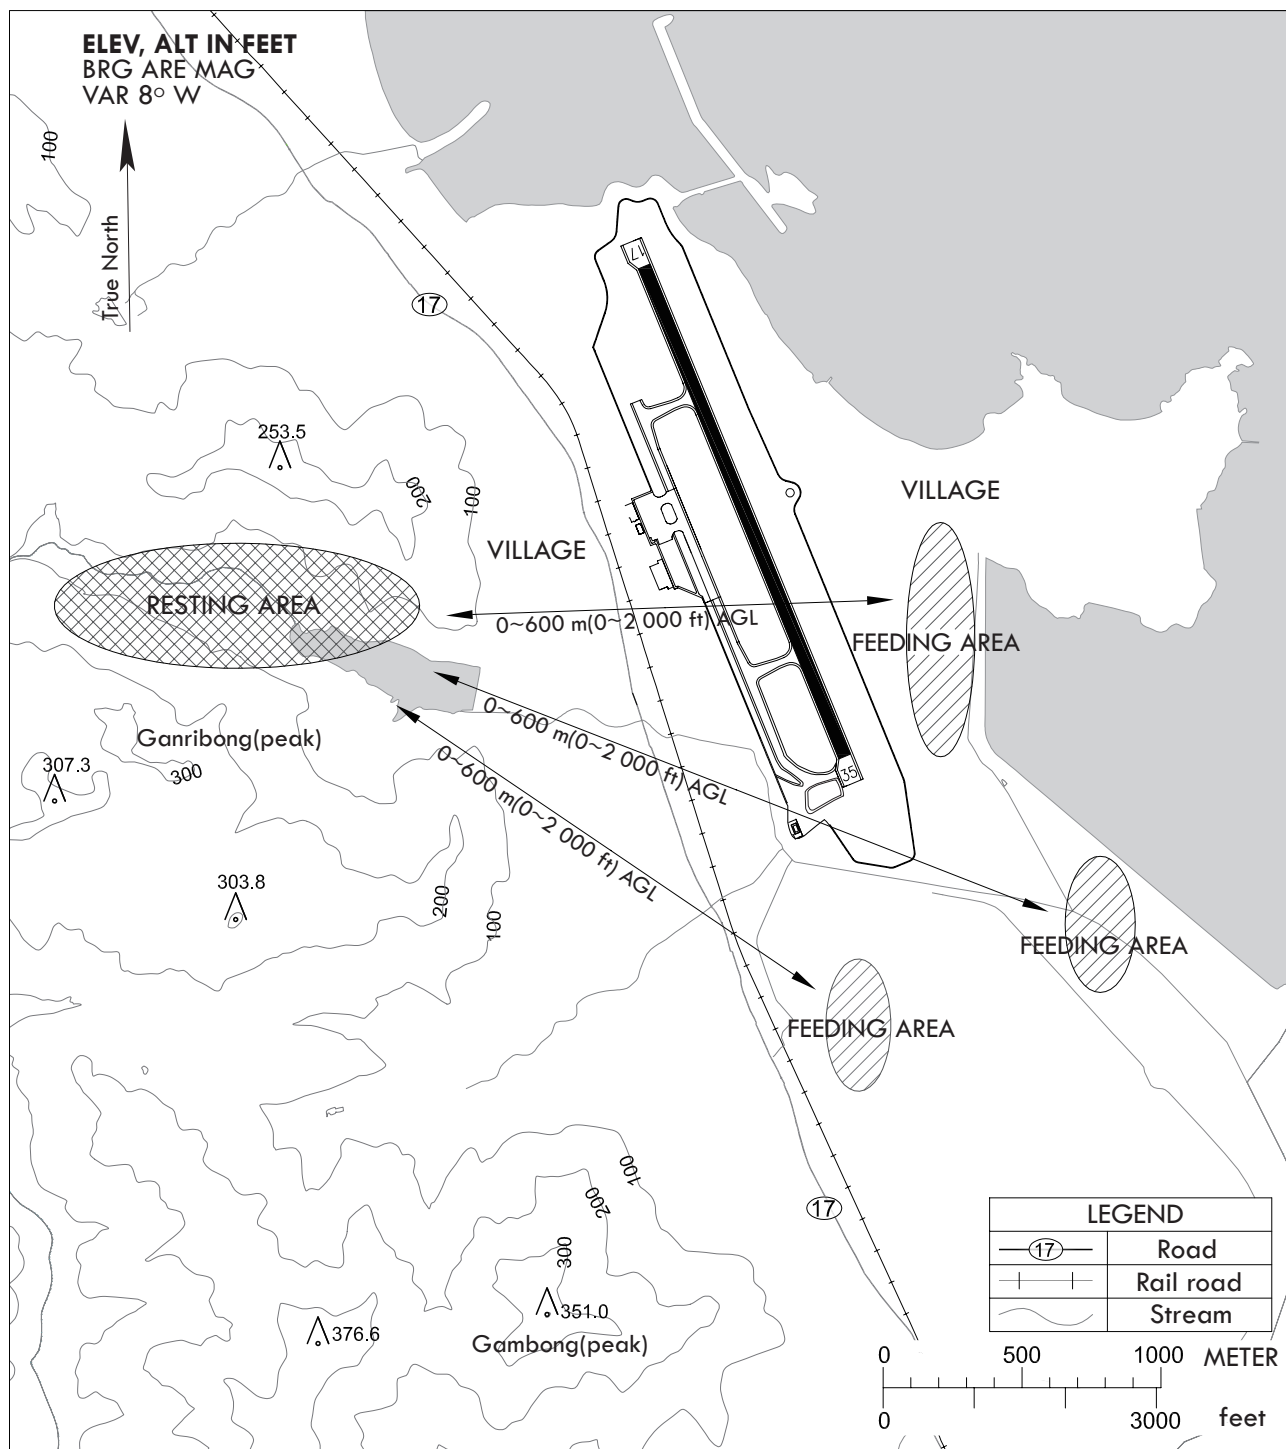 ELEV, ALT IN FEET
BRG ARE MAG
VAR 8° W
True North
100
17
17
253.5
200
100
VILLAGE
VILLAGE
RESTING AREA
0~600 m(0~2 000 ft) AGL
FEEDING AREA
0~600 m(0~2 000 ft) AGL
0~600 m(0~2 000 ft) AGL
Ganribong(peak)
307.3
300
35
303.8
200
100
FEEDING AREA
FEEDING AREA
100
200
300
17
351.0
Gambong(peak)
376.6
LEGEND
17 Road
Rail road
Stream
0 500 1000 METER
0 3000 feet